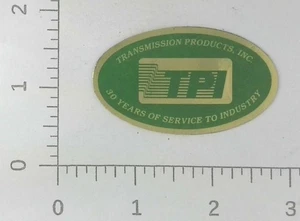 TRANSMISSION PRODUCTS, INC.
TPI
30 YEARS OF SERVICE TO INDUSTRY
2
1
0
0
1
2
3